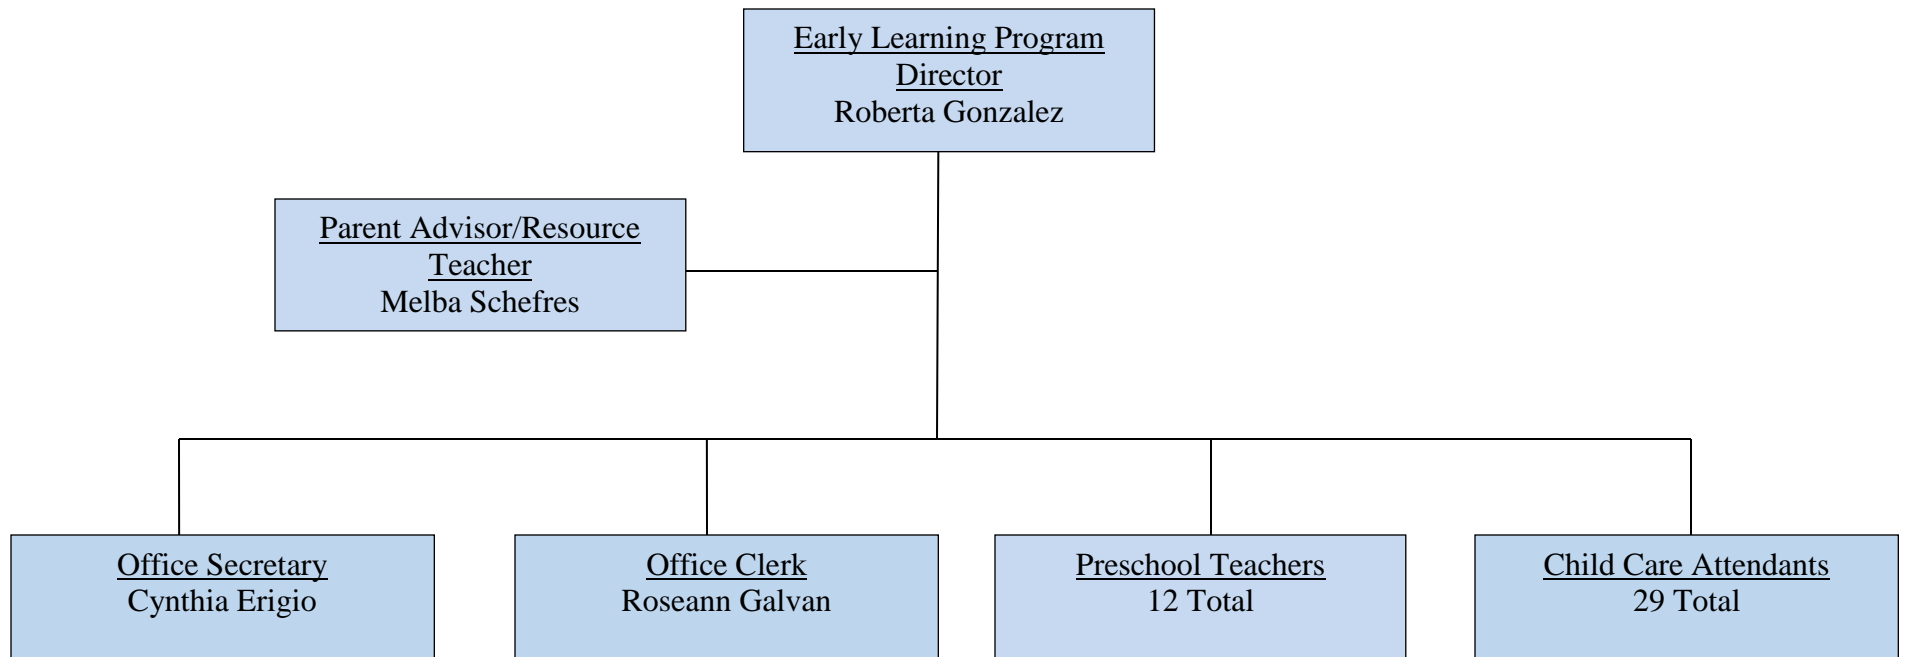 Early Learning Program
Director
Roberta Gonzalez
Parent Advisor/Resource
Teacher
Melba Schefres
Office Secretary
Cynthia Erigio
Office Clerk
Roseann Galvan
Preschool Teachers
12 Total
Child Care Attendants
29 Total